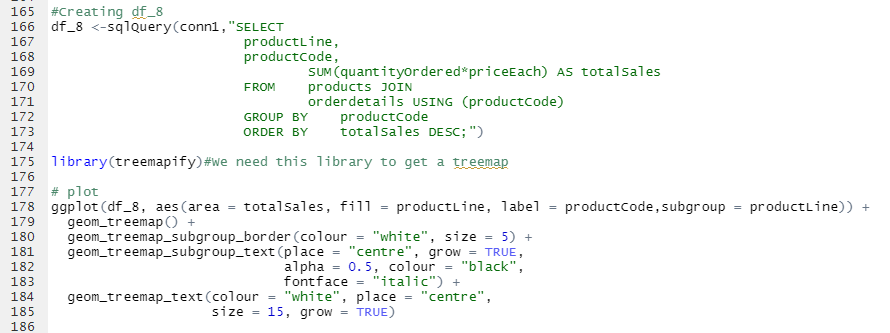 165 #Creating df_8
166 df_8 <-sqlQuery(conn1,"SELECT
167 productLine,
168 productCode,
169 SUM(quantityOrdered*priceEach) AS totalSales
170 FROM products JOIN
171 orderdetails USING (productCode)
172 GROUP BY productCode
173 ORDER BY totalSales DESC;")
174
175 library(treemapify)#We need this library to get a treemap
176
177 # plot
178 ggplot(df_8, aes(area = totalSales, fill = productLine, label = productCode,subgroup = productLine)) +
179 geom_treemap() +
180 geom_treemap_subgroup_border(colour = "white", size = 5) +
181 geom_treemap_subgroup_text(place = "centre", grow = TRUE,
182 alpha = 0.5, colour = "black",
183 fontface = "italic") +
184 geom_treemap_text(colour = "white", place = "centre",
185 size = 15, grow = TRUE)
186